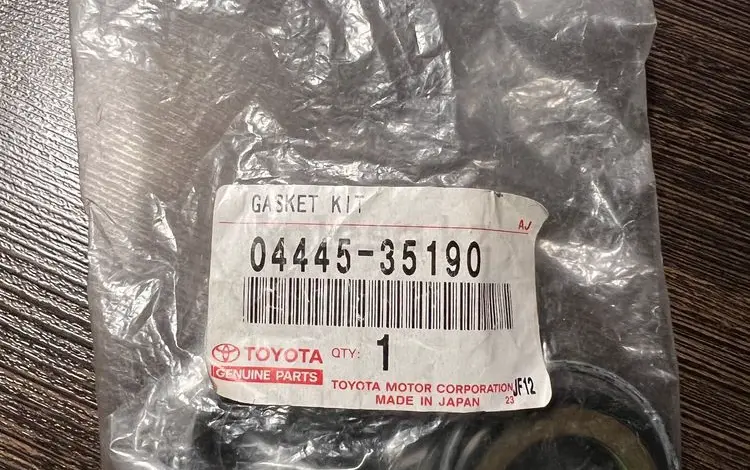 GASKET KIT
AJ
04445-35190
TOYOTA QTY: 1
GENUINE PARTS
TOYOTA MOTOR CORPORATION JF12
MADE IN JAPAN 23